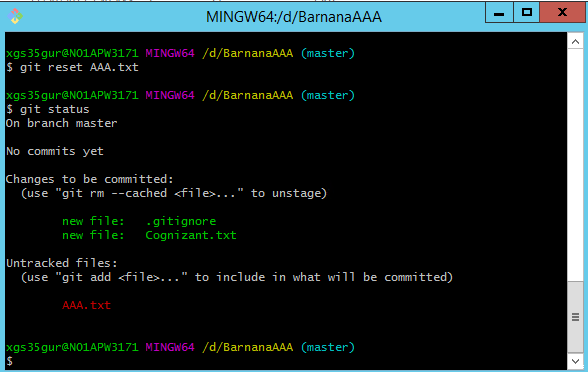 MINGW64:/d/BarnanaAAA
xgs35gur@NO1APW3171 MINGW64 /d/BarnanaAAA (master)
$ git reset AAA.txt
xgs35gur@NO1APW3171 MINGW64 /d/BarnanaAAA (master)
$ git status
On branch master
No commits yet
Changes to be committed:
(use "git rm --cached <file>..." to unstage)
new file:   .gitignore
new file:   Cognizant.txt
Untracked files:
(use "git add <file>..." to include in what will be committed)
AAA.txt
xgs35gur@NO1APW3171 MINGW64 /d/BarnanaAAA (master)
$